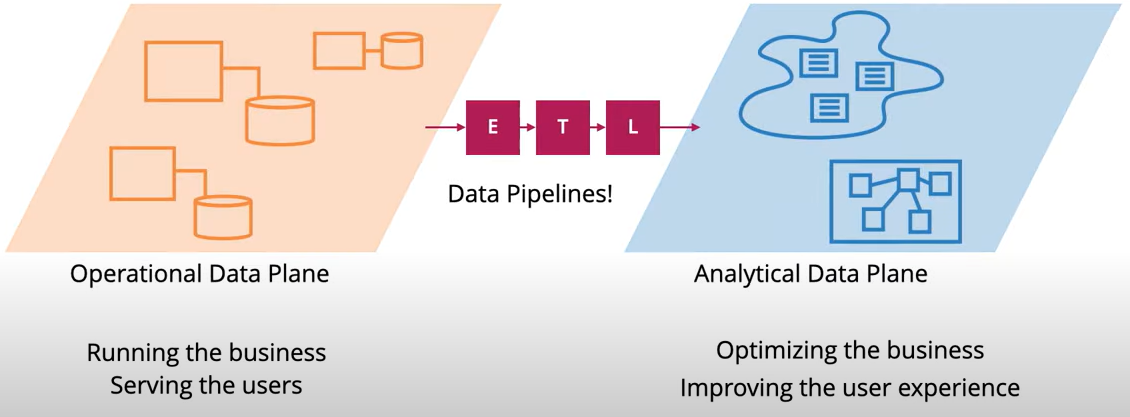 E T L
Data Pipelines!
Operational Data Plane
Analytical Data Plane
Running the business
Serving the users
Optimizing the business
Improving the user experience